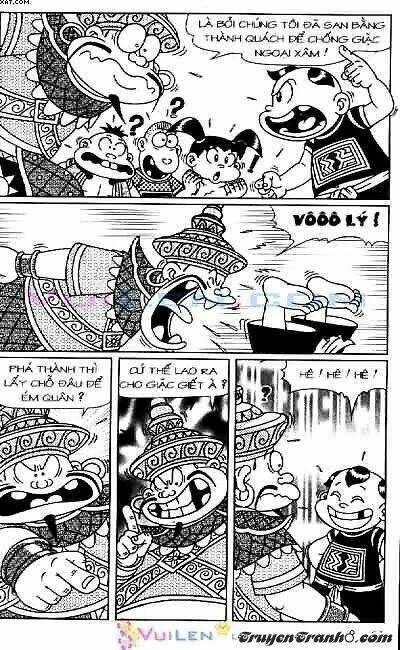 XAT.COM
LÀ BỞI CHÚNG TÔI ĐÃ SAN BẰNG
THÀNH QUÁCH ĐỂ CHỐNG GIẶC
NGOẠI XÂM !
? ? ?
VÔÔÔ LÝ !
PHÁ THÀNH THÌ
LẤY CHỖ ĐÂU ĐỂ
ÉM QUÂN ?
CỨ THẾ LAO RA
CHO GIẶC GIẾT À ?
?
HÊ ! HÊ ! HÊ !
VUILEN
TruyenTranh8.com